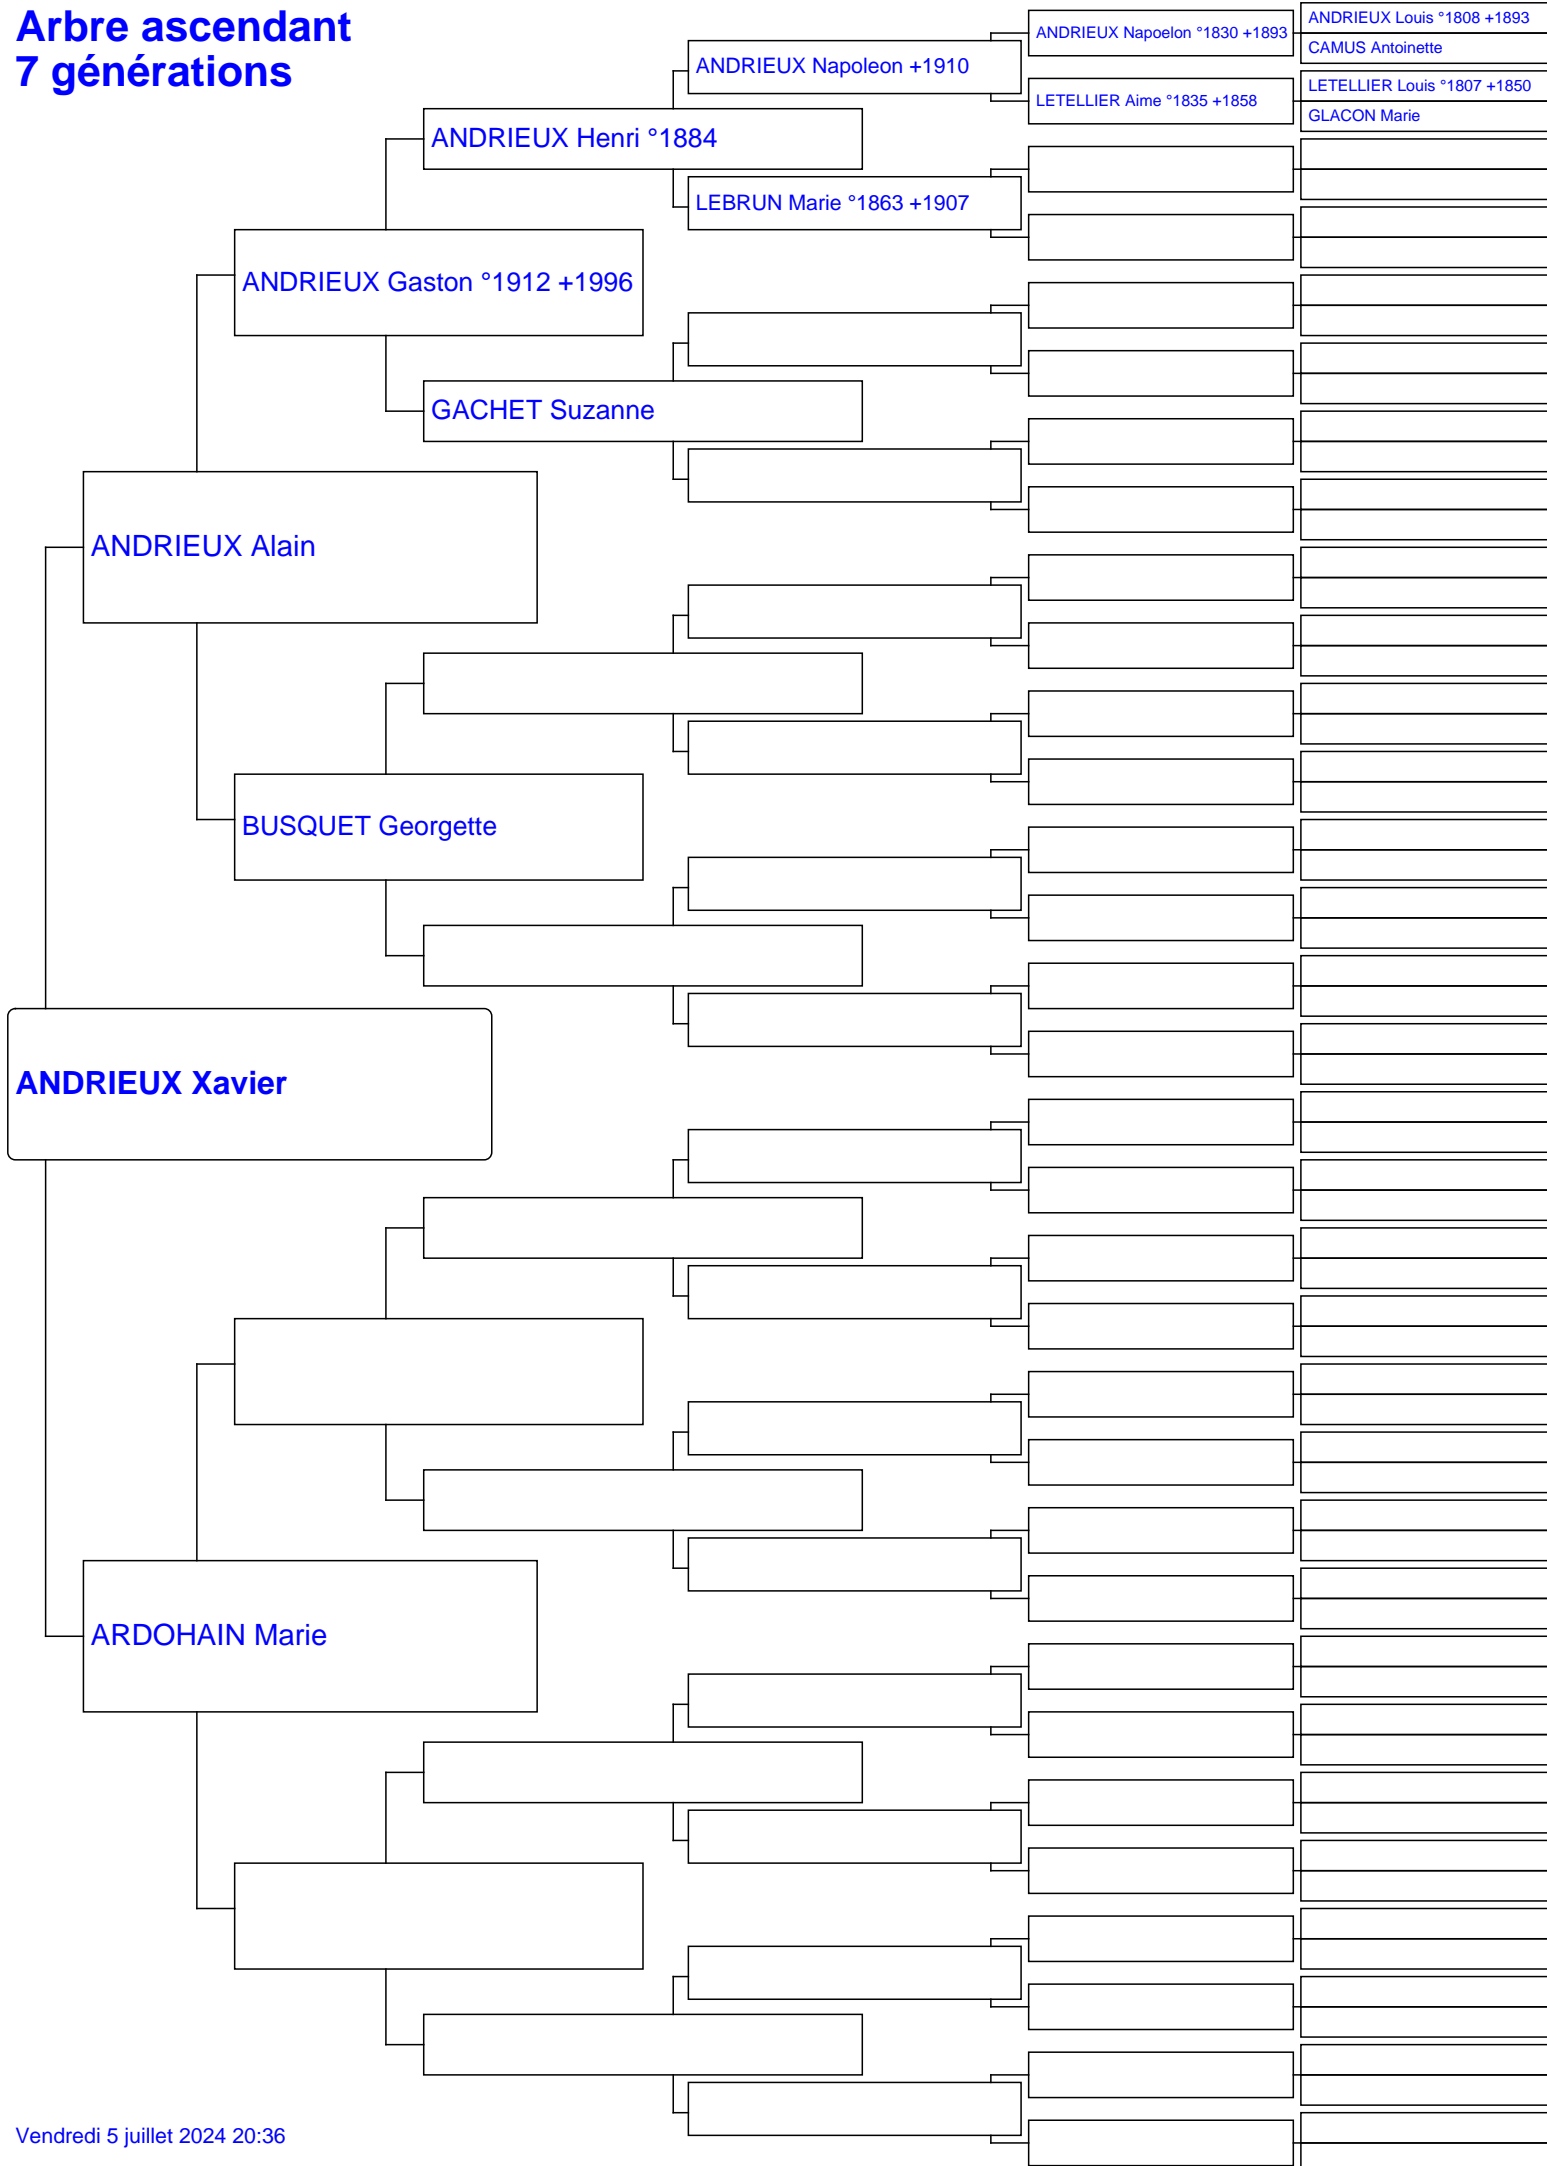 Arbre ascendant
7 générations
ANDRIEUX Louis °1808 +1893
ANDRIEUX Napoelon °1830 +1893
CAMUS Antoinette
ANDRIEUX Napoleon +1910
LETELLIER Louis °1807 +1850
LETELLIER Aime °1835 +1858
GLACON Marie
ANDRIEUX Henri °1884
LEBRUN Marie °1863 +1907
ANDRIEUX Gaston °1912 +1996
GACHET Suzanne
ANDRIEUX Alain
BUSQUET Georgette
ANDRIEUX Xavier
ARDOHAIN Marie
Vendredi 5 juillet 2024 20:36